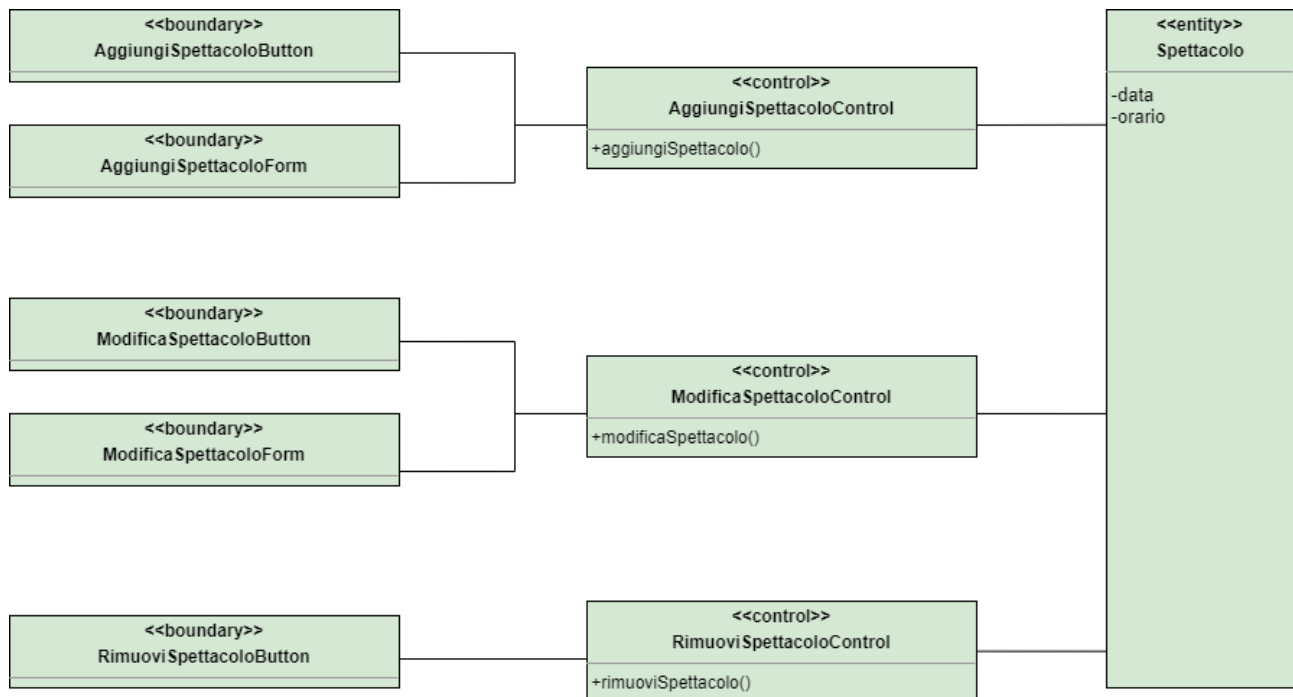 <<boundary>>
AggiungiSpettacoloButton
<<boundary>>
AggiungiSpettacoloForm
<<control>>
AggiungiSpettacoloControl
+aggiungiSpettacolo()
<<entity>>
Spettacolo
-data
-orario
<<boundary>>
ModificaSpettacoloButton
<<boundary>>
ModificaSpettacoloForm
<<control>>
ModificaSpettacoloControl
+modificaSpettacolo()
<<boundary>>
RimuoviSpettacoloButton
<<control>>
RimuoviSpettacoloControl
+rimuoviSpettacolo()